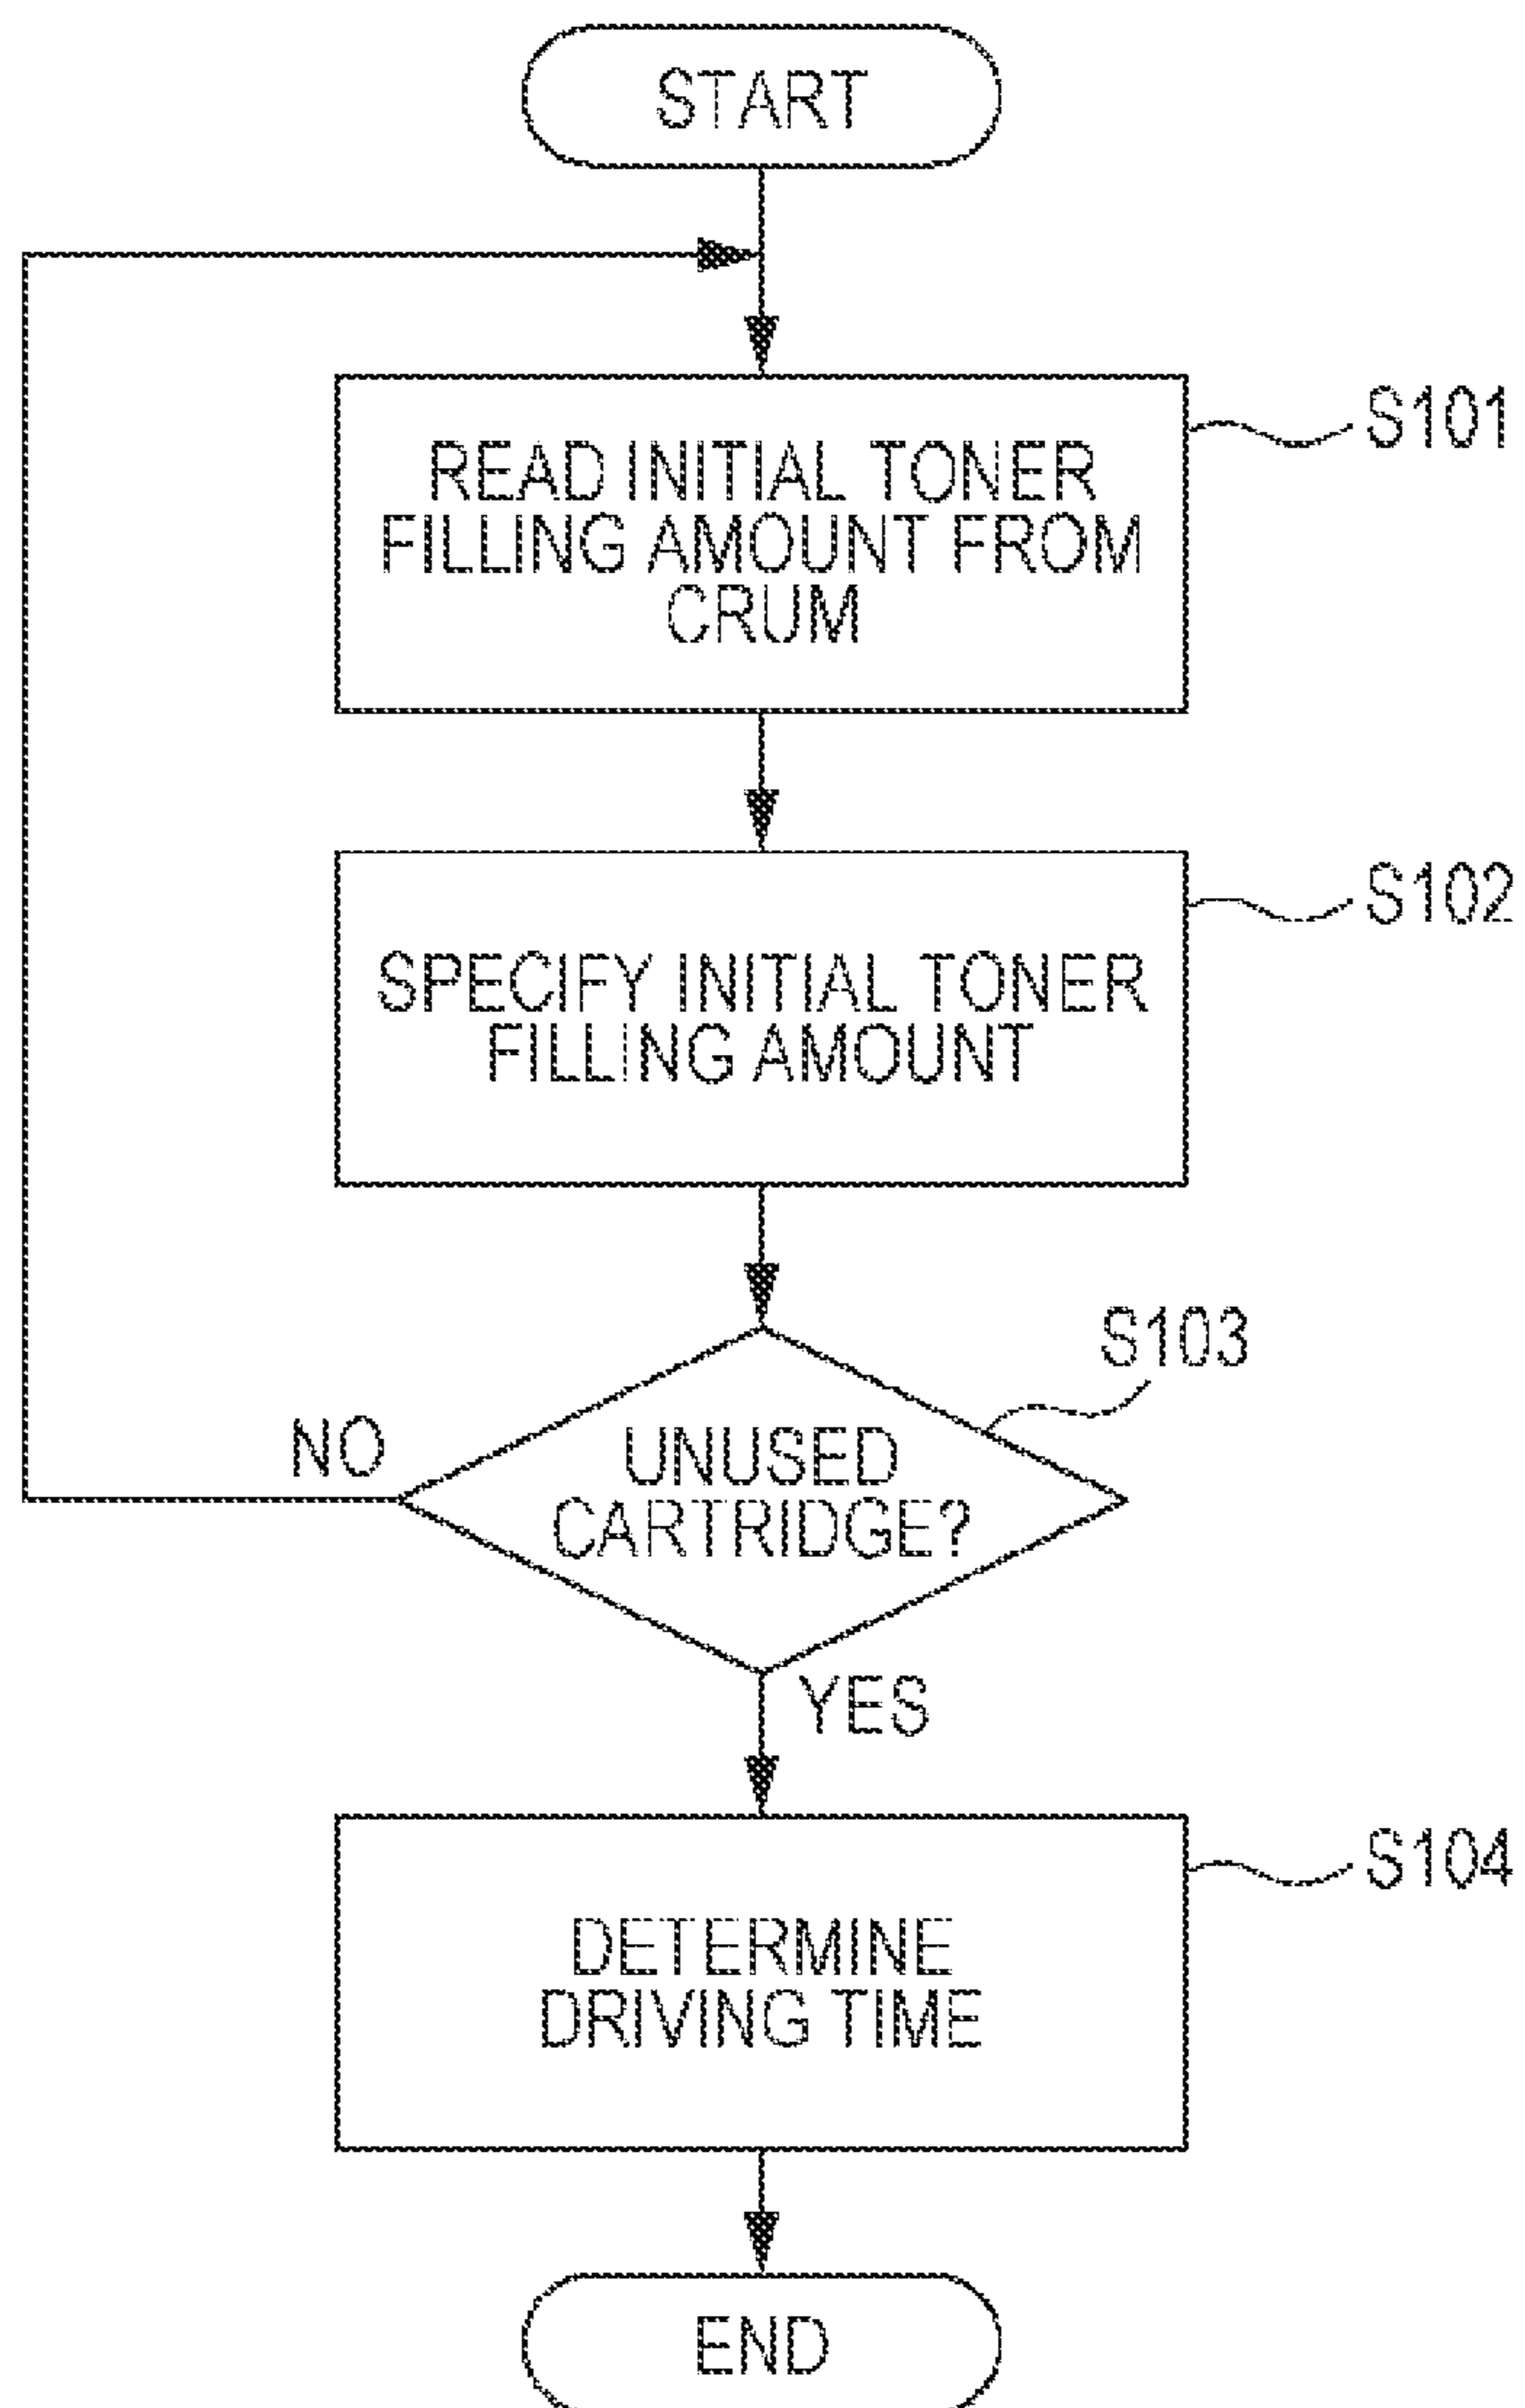 START
READ INITIAL TONER
FILLING AMOUNT FROM
CRUM
S101
SPECIFY INITIAL TONER
FILLING AMOUNT
S102
S103
UNUSED
CARTRIDGE?
NO
YES
DETERMINE
DRIVING TIME
S104
END